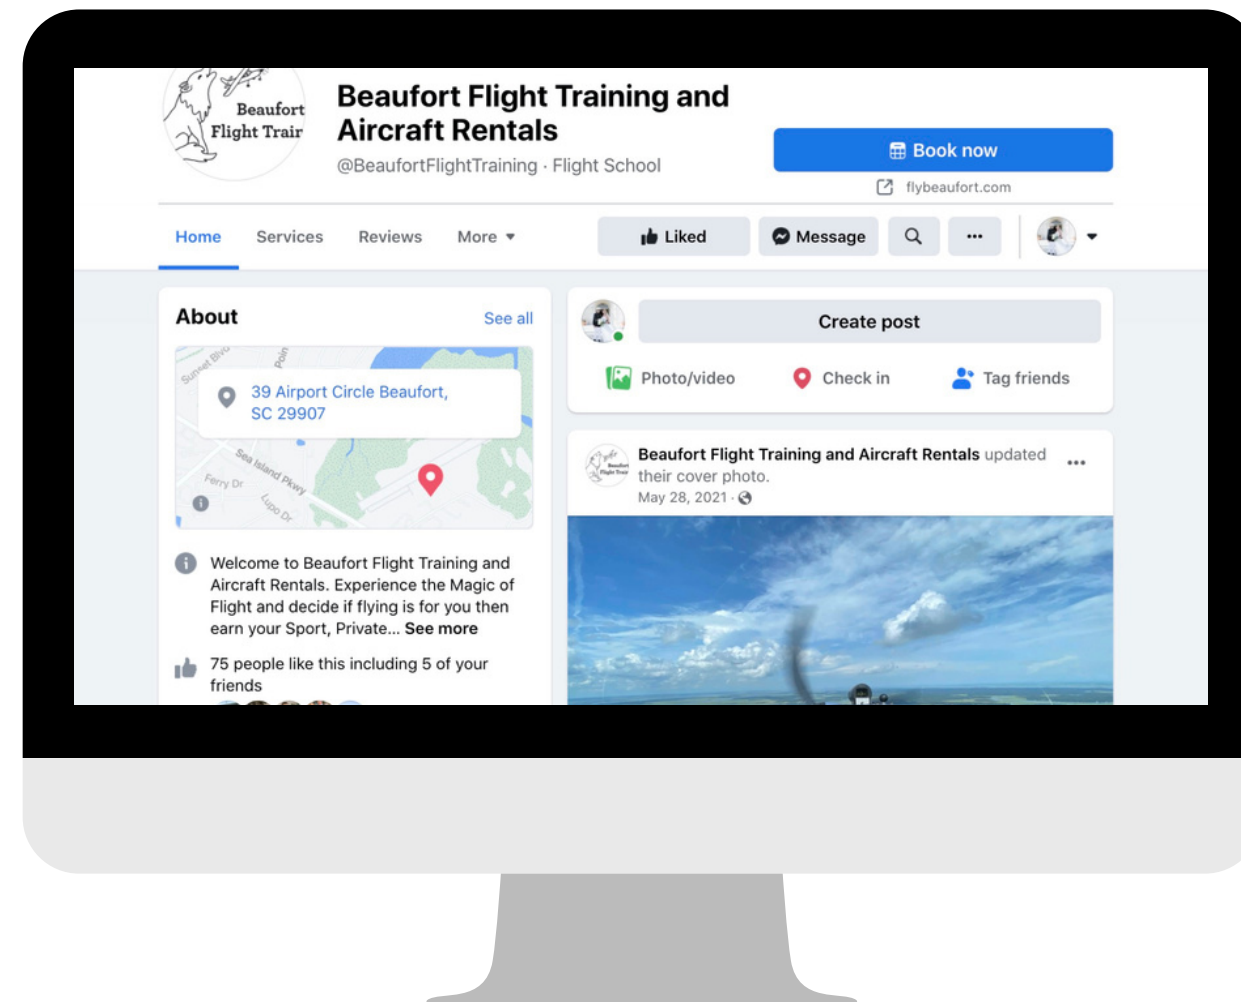 Beaufort
Flight Train
Beaufort Flight Training and
Aircraft Rentals
@BeaufortFlightTraining · Flight School
Book now
flybeaufort.com
Home
Services
Reviews
More
Liked
Message
About
See all
Sunset Blvd
Poin
39 Airport Circle Beaufort,
SC 29907
Sea Island Pkwy
Ferry Dr
Lupo Dr
Welcome to Beaufort Flight Training and
Aircraft Rentals. Experience the Magic of
Flight and decide if flying is for you then
earn your Sport, Private... See more
75 people like this including 5 of your
friends
Create post
Photo/video
Check in
Tag friends
Beaufort
Flight Train
Beaufort Flight Training and Aircraft Rentals updated
their cover photo.
May 28, 2021 ·